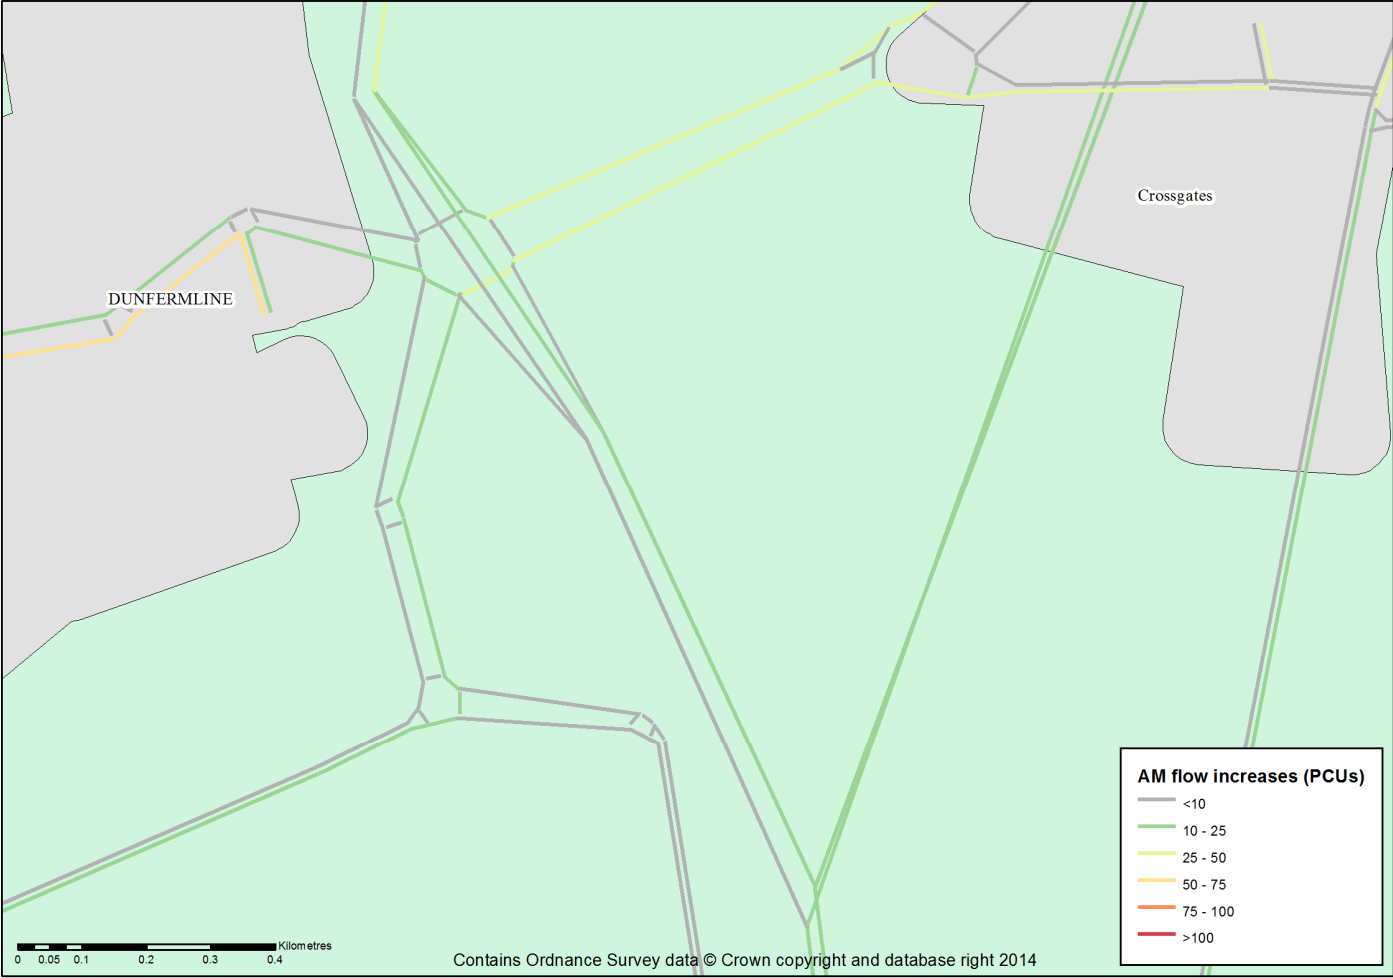 Crossgates
DUNFERMLINE
AM flow increases (PCUs)
<10
10 - 25
25 - 50
50 - 75
75 - 100
>100
Kilometres
0 0.05 0.1 0.2 0.3 0.4
Contains Ordnance Survey data © Crown copyright and database right 2014